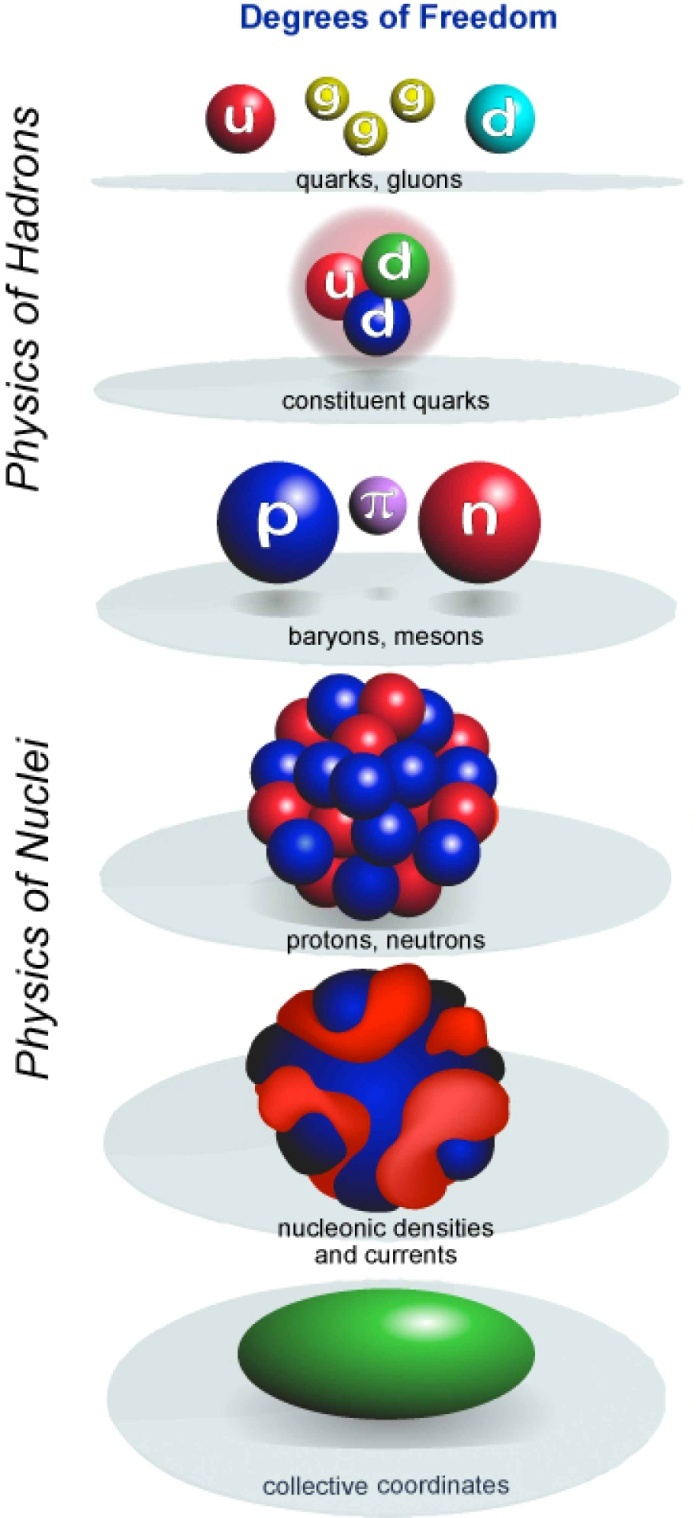 Degrees of Freedom
Physics of Hadrons
u g g g d
quarks, gluons
u d d
constituent quarks
p π n
baryons, mesons
Physics of Nuclei
protons, neutrons
nucleonic densities
and currents
collective coordinates